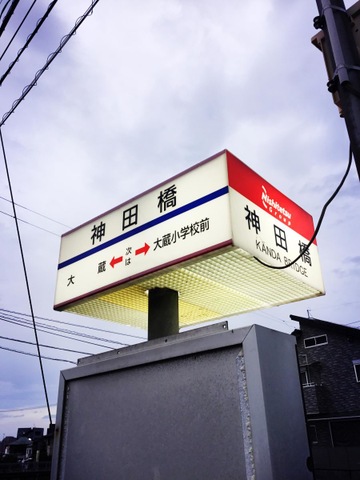 神田橋
大蔵 ← 次は → 大蔵小学校前
Nishitetsu
Group
神田橋
KANDA BRIDGE